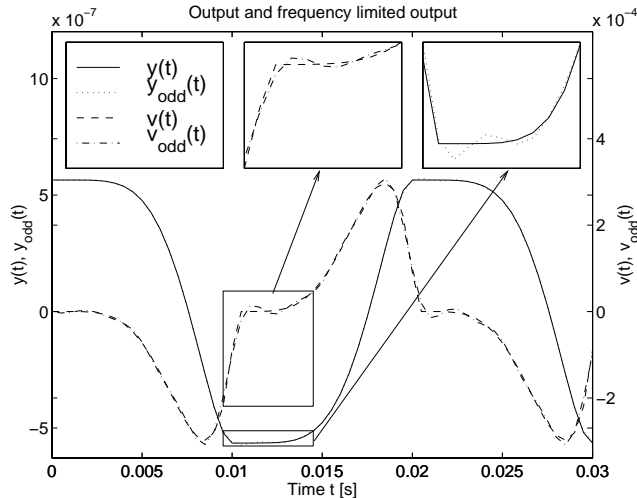 Output and frequency limited output
x 10⁻⁷
x 10⁻⁴
y(t)
y_odd(t)
v(t)
v_odd(t)
10
5
0
−5
4
2
0
−2
y(t), y_odd(t)
v(t), v_odd(t)
0
0.005
0.01
0.015
0.02
0.025
0.03
Time t [s]